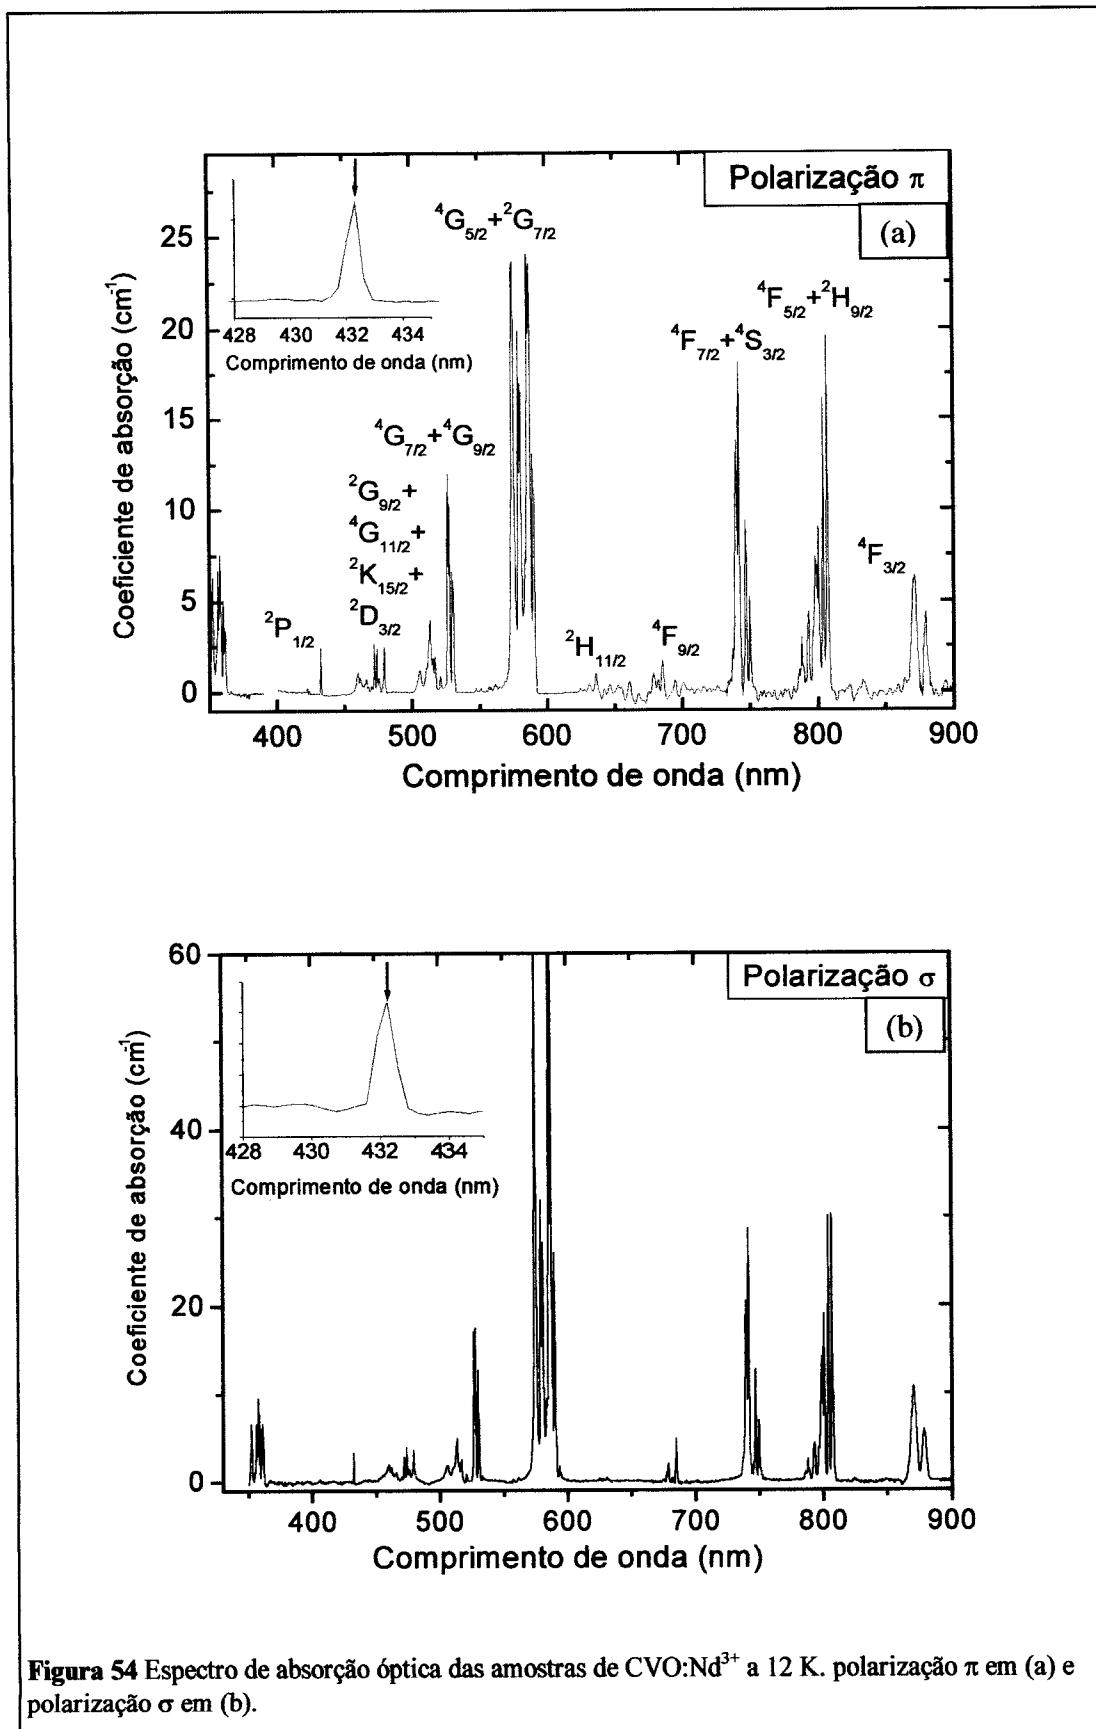 Polarização π
(a)
⁴G₅/₂+²G₇/₂
⁴F₅/₂+²H₉/₂
⁴F₇/₂+⁴S₃/₂
⁴G₇/₂+⁴G₉/₂
²G₉/₂+
⁴G₁₁/₂+
²K₁₅/₂+
²D₃/₂
²P₁/₂
²H₁₁/₂
⁴F₉/₂
⁴F₃/₂
428 430 432 434
Comprimento de onda (nm)
Coeficiente de absorção (cm⁻¹)
25
20
15
10
5
0
400 500 600 700 800 900
Comprimento de onda (nm)
Polarização σ
(b)
428 430 432 434
Comprimento de onda (nm)
Coeficiente de absorção (cm⁻¹)
60
40
20
0
400 500 600 700 800 900
Comprimento de onda (nm)
Figura 54 Espectro de absorção óptica das amostras de CVO:Nd³⁺ a 12 K. polarização π em (a) e
polarização σ em (b).